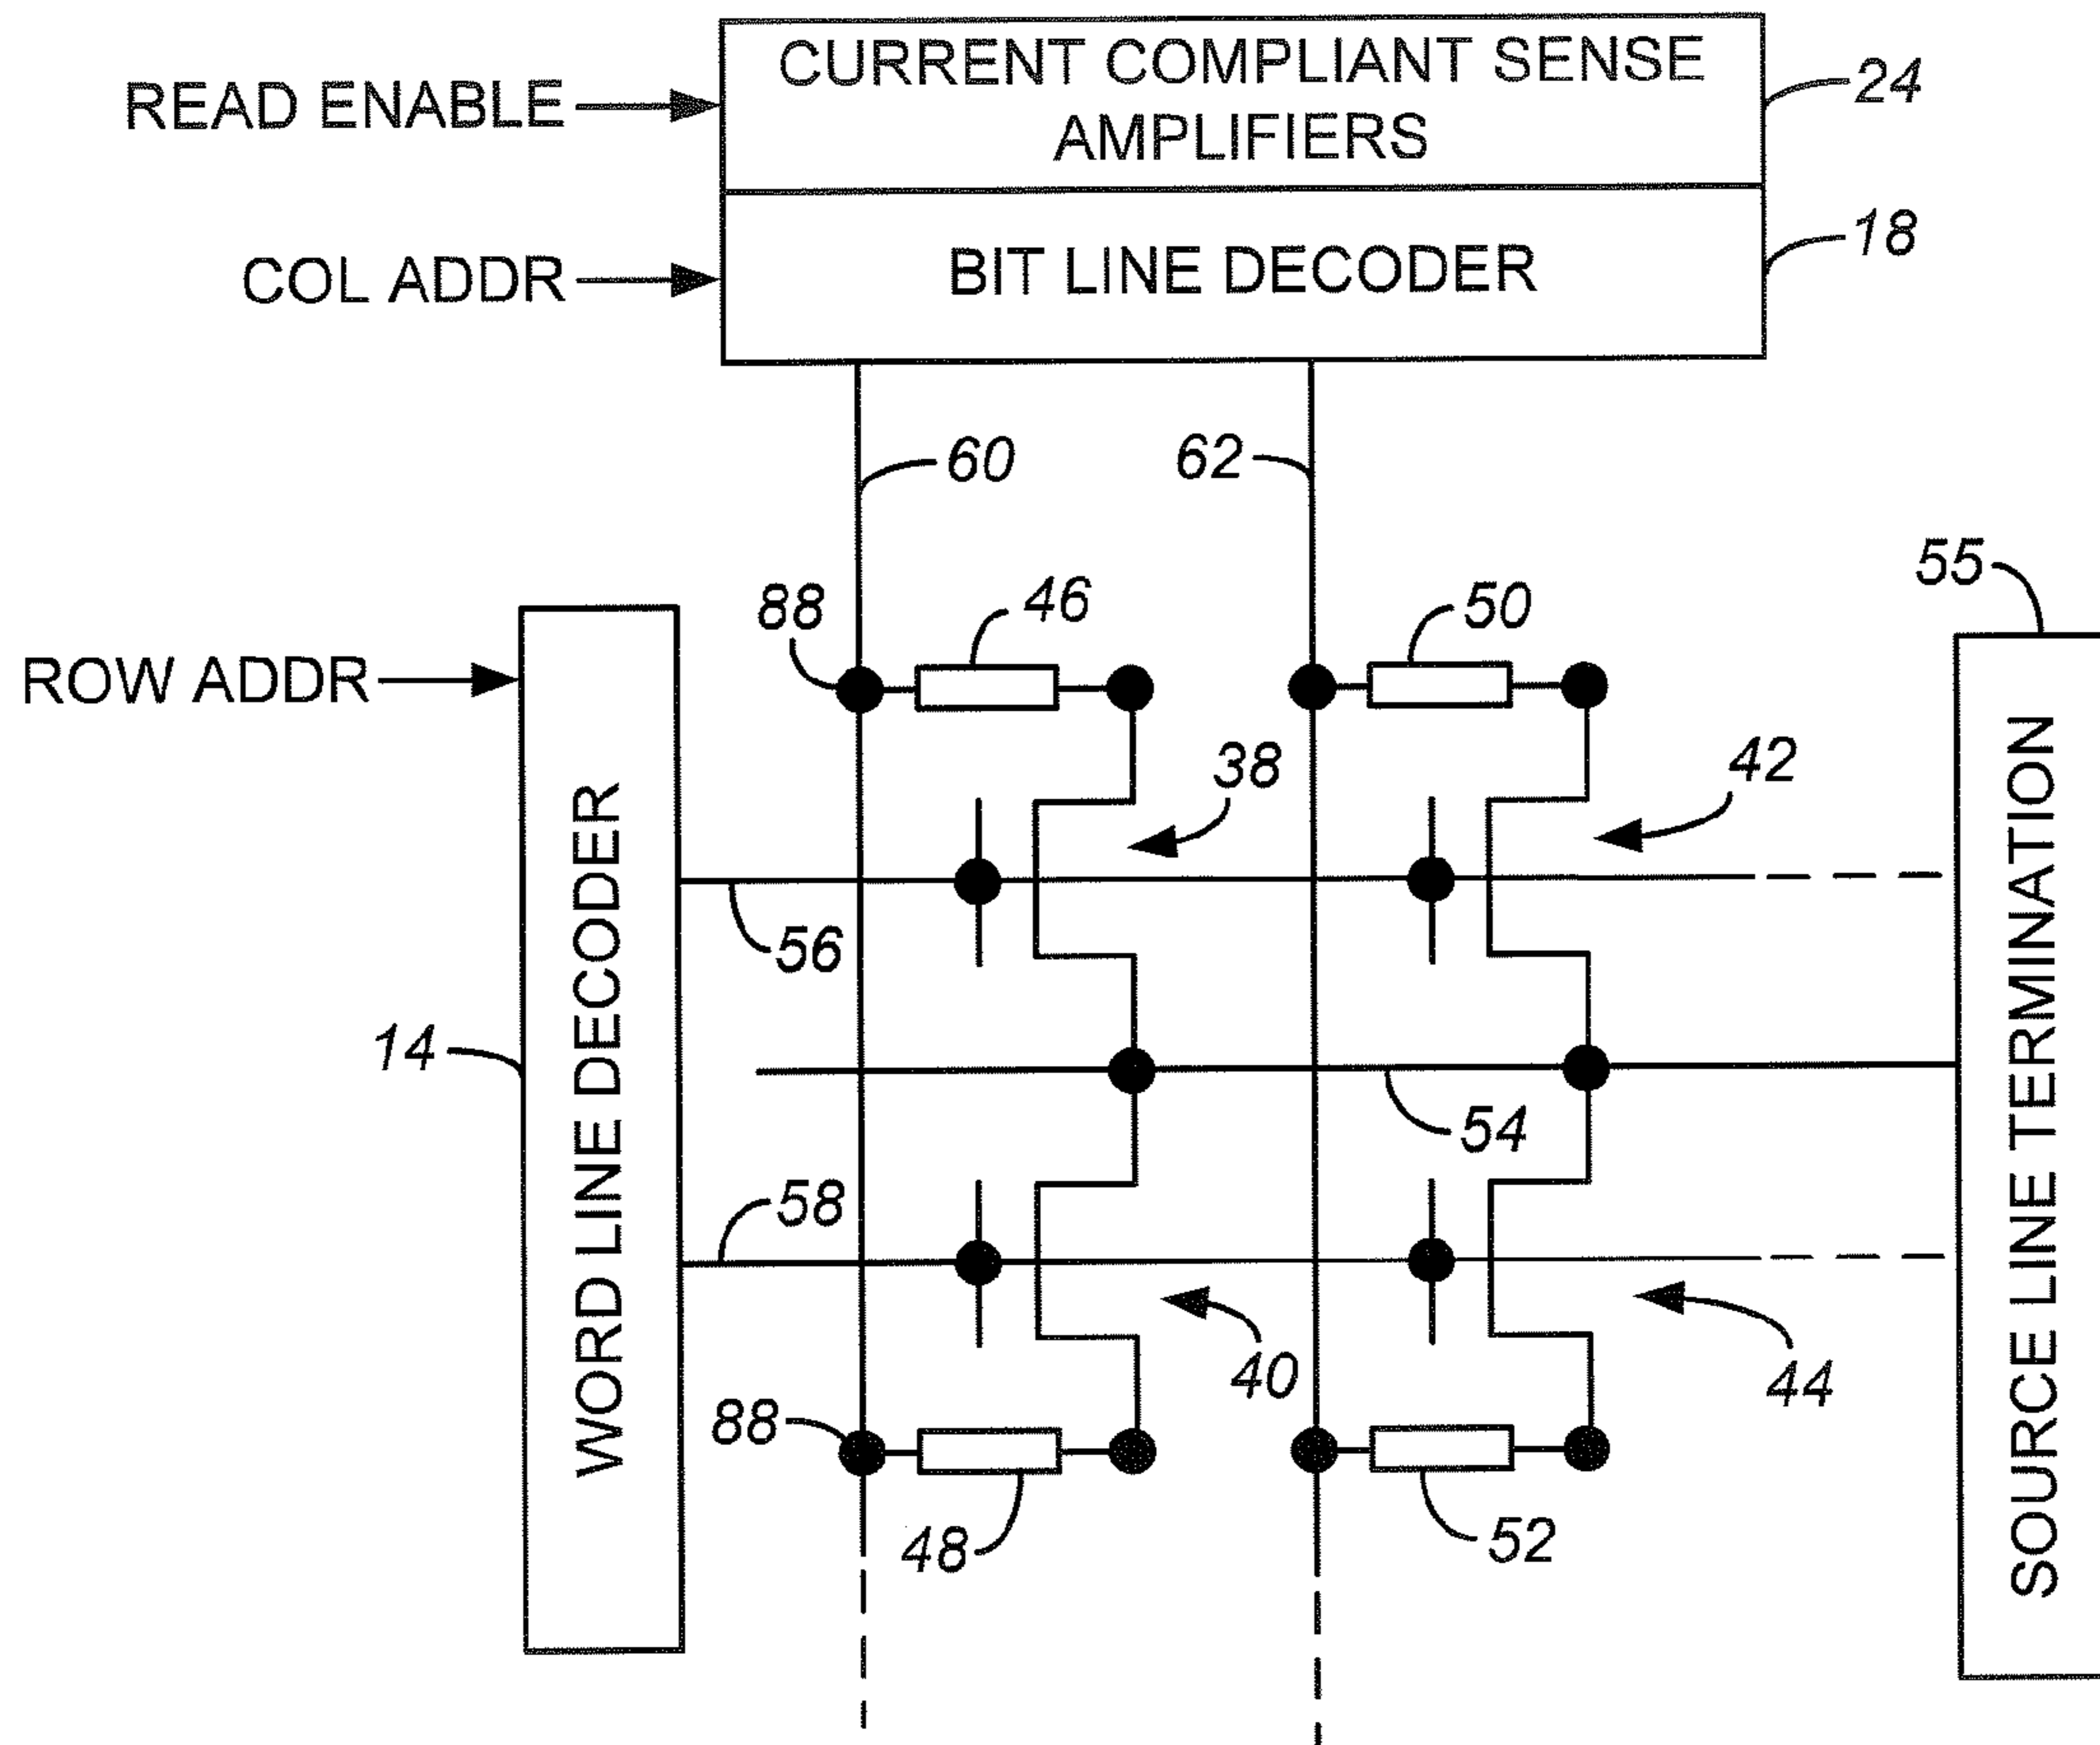 CURRENT COMPLIANT SENSE
AMPLIFIERS
24
READ ENABLE
BIT LINE DECODER
18
COL ADDR
60
62
55
88
46
50
ROW ADDR
38
42
WORD LINE DECODER
SOURCE LINE TERMINATION
56
14
54
58
40
44
88
48
52